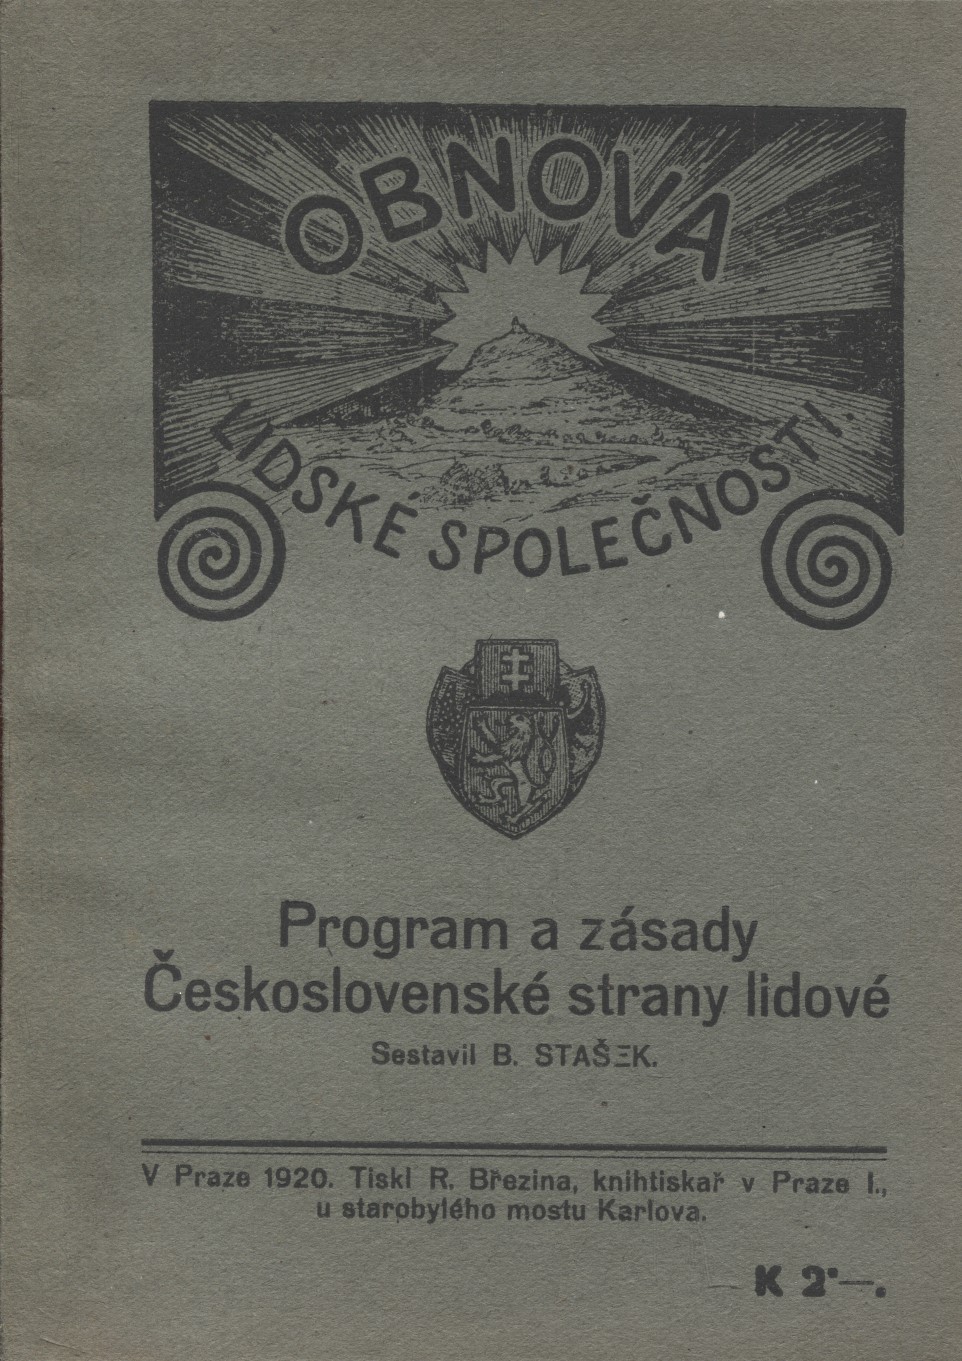 OBNOVA
LIDSKÉ SPOLEČNOSTI.
Program a zásady
Československé strany lidové
Sestavil B. STAŠEK.
V Praze 1920. Tiskl R. Březina, knihtiskař v Praze I.,
u starobylého mostu Karlova.
K 2·—.